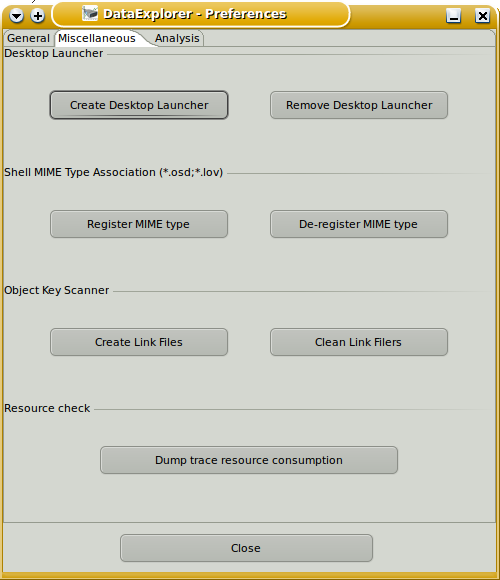 DataExplorer - Preferences
General Miscellaneous Analysis
Desktop Launcher
Create Desktop Launcher Remove Desktop Launcher
Shell MIME Type Association (*.osd;*.lov)
Register MIME type De-register MIME type
Object Key Scanner
Create Link Files Clean Link Filers
Resource check
Dump trace resource consumption
Close